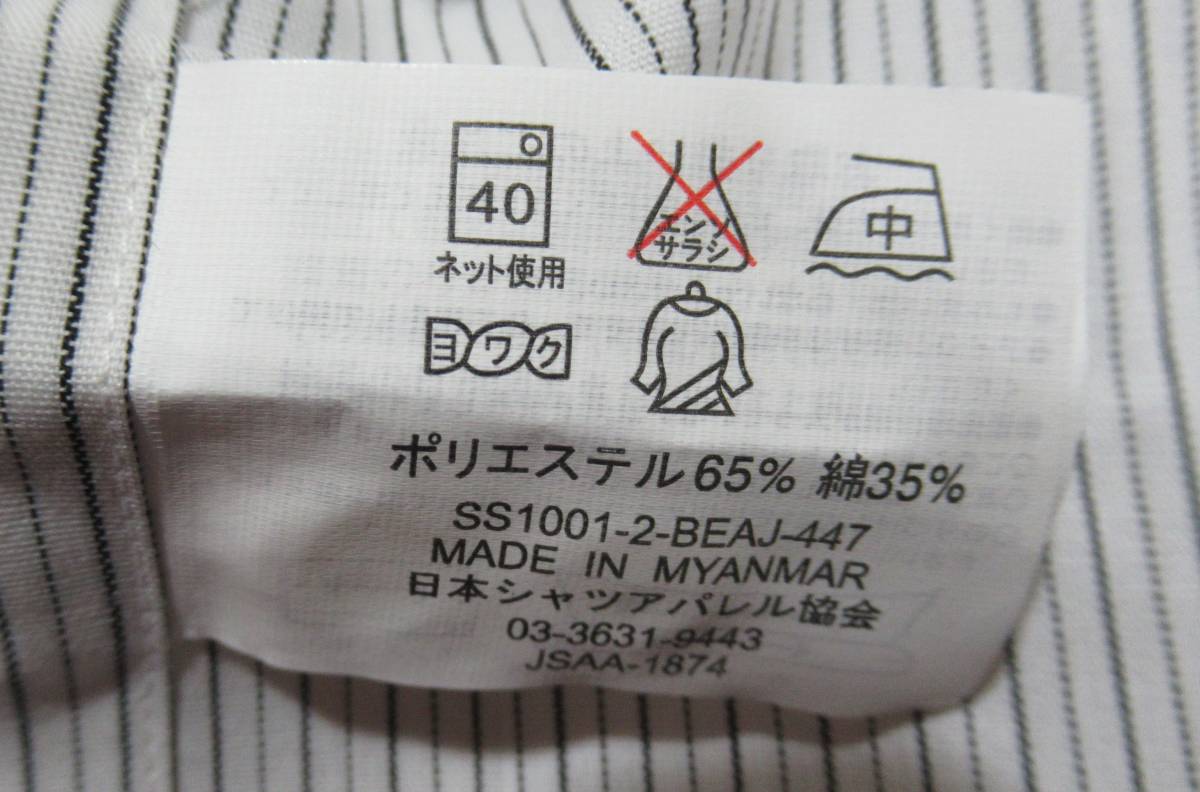 40
ネット使用
エンソ
サラシ
中
ヨワク
ポリエステル65% 綿35%
SS1001-2-BEAJ-447
MADE IN MYANMAR
日本シャツアパレル協会
03-3631-9443
JSAA-1874